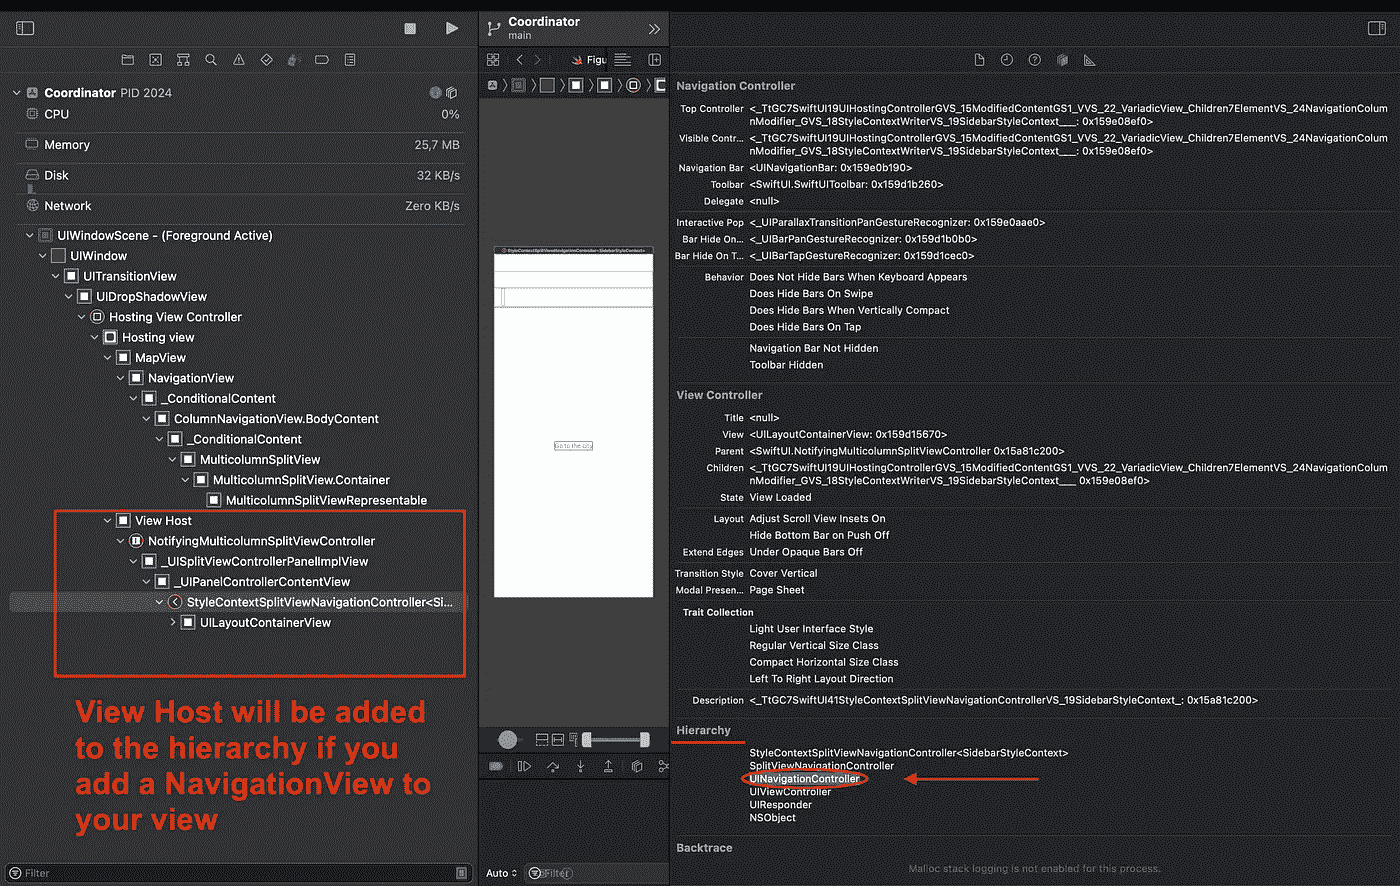 Coordinator
main
Figu
Coordinator PID 2024
CPU 0%
Memory 25,7 MB
Disk 32 KB/s
Network Zero KB/s
UIWindowScene - (Foreground Active)
UIWindow
UITransitionView
UIDropShadowView
Hosting View Controller
Hosting view
MapView
NavigationView
_ConditionalContent
ColumnNavigationView.BodyContent
_ConditionalContent
MulticolumnSplitView
MulticolumnSplitView.Container
MulticolumnSplitViewRepresentable
View Host
NotifyingMulticolumnSplitViewController
_UISplitViewControllerPanelImplView
_UIPanelControllerContentView
StyleContextSplitViewNavigationController<Si...
UILayoutContainerView
View Host will be added
to the hierarchy if you
add a NavigationView to
your view
Filter
Go to the city
Auto
Filter
Navigation Controller
Top Controller <_TtGC7SwiftUI19UIHostingControllerGVS_15ModifiedContentGS1_VVS_22_VariadicView_Children7ElementVS_24NavigationColum
nModifier_GVS_18StyleContextWriterVS_19SidebarStyleContext___: 0x159e08ef0>
Visible Contr... <_TtGC7SwiftUI19UIHostingControllerGVS_15ModifiedContentGS1_VVS_22_VariadicView_Children7ElementVS_24NavigationColum
nModifier_GVS_18StyleContextWriterVS_19SidebarStyleContext___: 0x159e08ef0>
Navigation Bar <UINavigationBar: 0x159e0b190>
Toolbar <SwiftUI.SwiftUIToolbar: 0x159d1b260>
Delegate <null>
Interactive Pop <_UIParallaxTransitionPanGestureRecognizer: 0x159e0aae0>
Bar Hide On... <_UIBarPanGestureRecognizer: 0x159d1b0b0>
Bar Hide On T... <_UIBarTapGestureRecognizer: 0x159d1cec0>
Behavior Does Not Hide Bars When Keyboard Appears
Does Hide Bars On Swipe
Does Hide Bars When Vertically Compact
Does Hide Bars On Tap
Navigation Bar Not Hidden
Toolbar Hidden
View Controller
Title <null>
View <UILayoutContainerView: 0x159d15670>
Parent <SwiftUI.NotifyingMulticolumnSplitViewController 0x15a81c200>
Children <_TtGC7SwiftUI19UIHostingControllerGVS_15ModifiedContentGS1_VVS_22_VariadicView_Children7ElementVS_24NavigationColum
nModifier_GVS_18StyleContextWriterVS_19SidebarStyleContext___ 0x159e08ef0>
State View Loaded
Layout Adjust Scroll View Insets On
Hide Bottom Bar on Push Off
Extend Edges Under Opaque Bars Off
Transition Style Cover Vertical
Modal Presen... Page Sheet
Trait Collection
Light User Interface Style
Regular Vertical Size Class
Compact Horizontal Size Class
Left To Right Layout Direction
Description <_TtGC7SwiftUI41StyleContextSplitViewNavigationControllerVS_19SidebarStyleContext_: 0x15a81c200>
Hierarchy
StyleContextSplitViewNavigationController<SidebarStyleContext>
SplitViewNavigationController
UINavigationController
UIViewController
UIResponder
NSObject
Backtrace
Malloc stack logging is not enabled for this process.